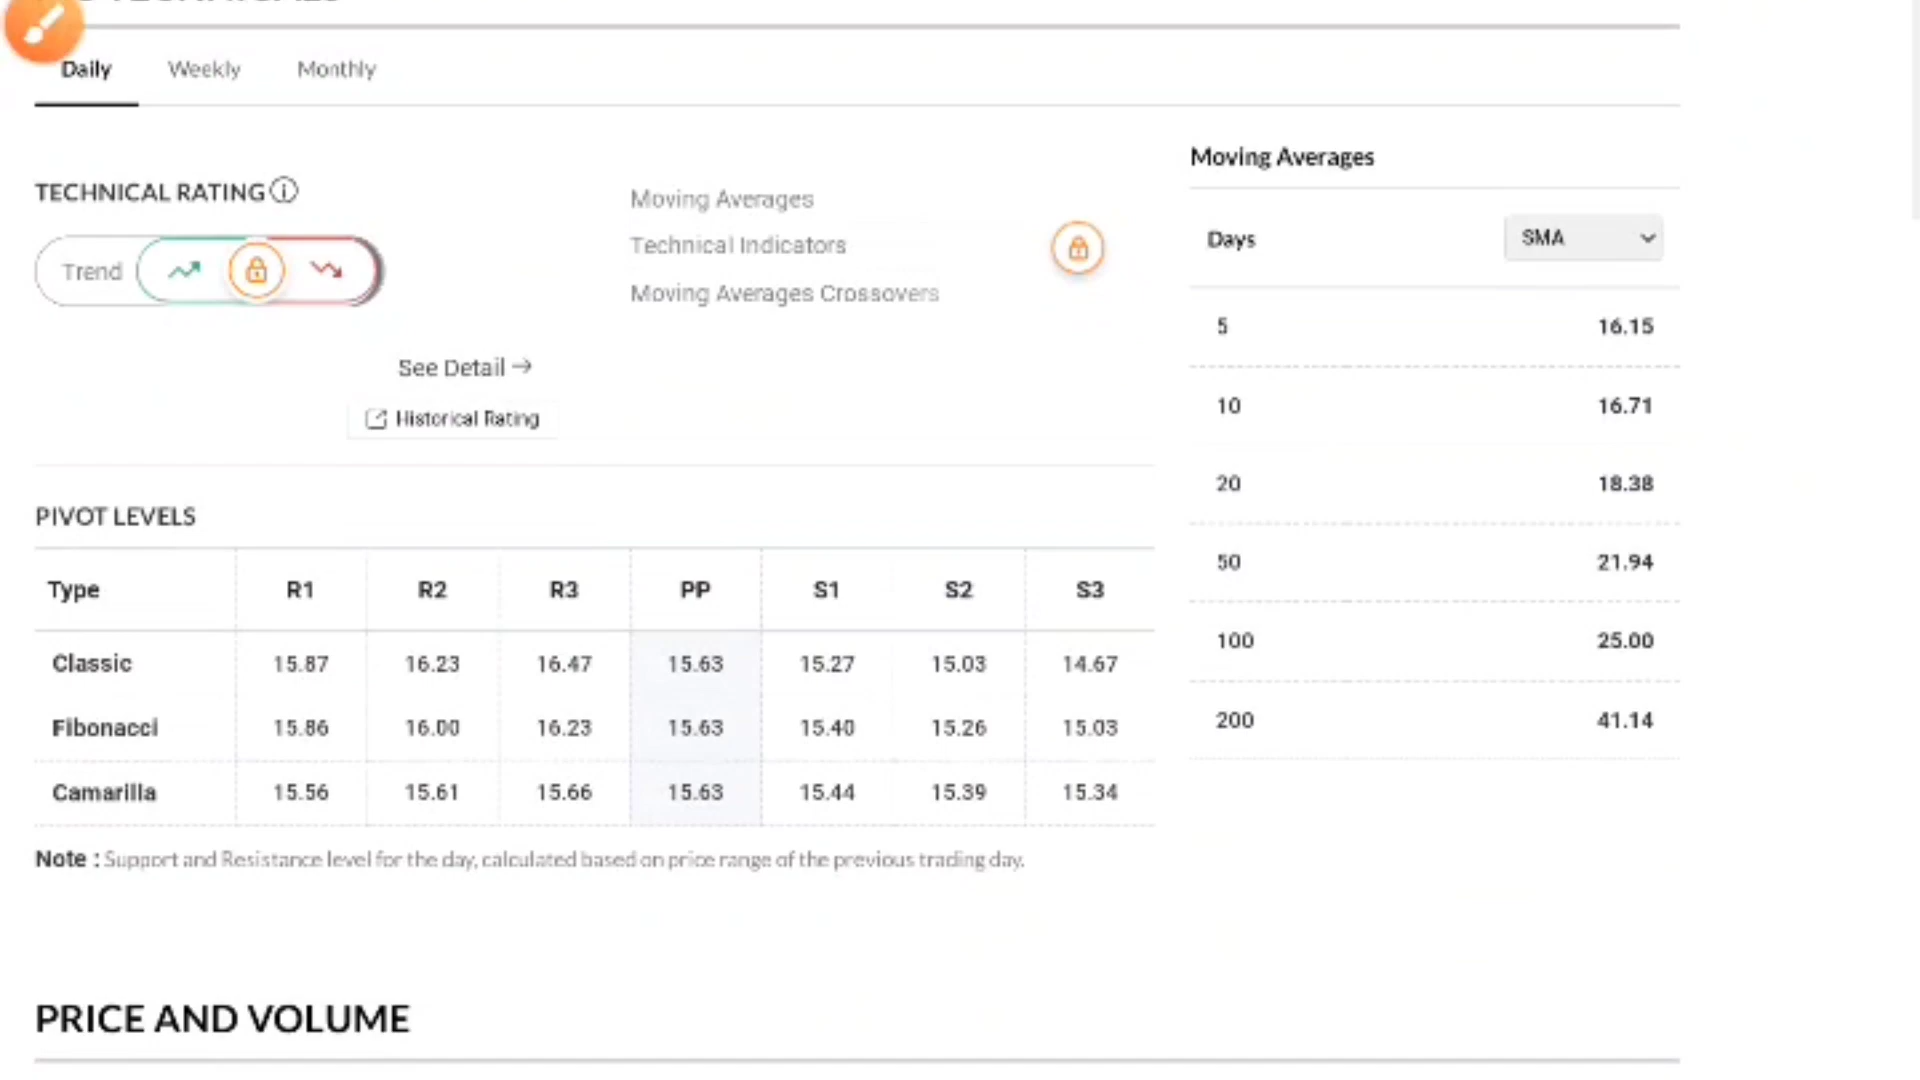 Daily Weekly Monthly
TECHNICAL RATING
Trend
Moving Averages
Technical Indicators
Moving Averages Crossovers
See Detail →
Historical Rating
PIVOT LEVELS
Type R1 R2 R3 PP S1 S2 S3
Classic 15.87 16.23 16.47 15.63 15.27 15.03 14.67
Fibonacci 15.86 16.00 16.23 15.63 15.40 15.26 15.03
Camarilla 15.56 15.61 15.66 15.63 15.44 15.39 15.34
Note : Support and Resistance level for the day, calculated based on price range of the previous trading day.
Moving Averages
Days SMA
5 16.15
10 16.71
20 18.38
50 21.94
100 25.00
200 41.14
PRICE AND VOLUME